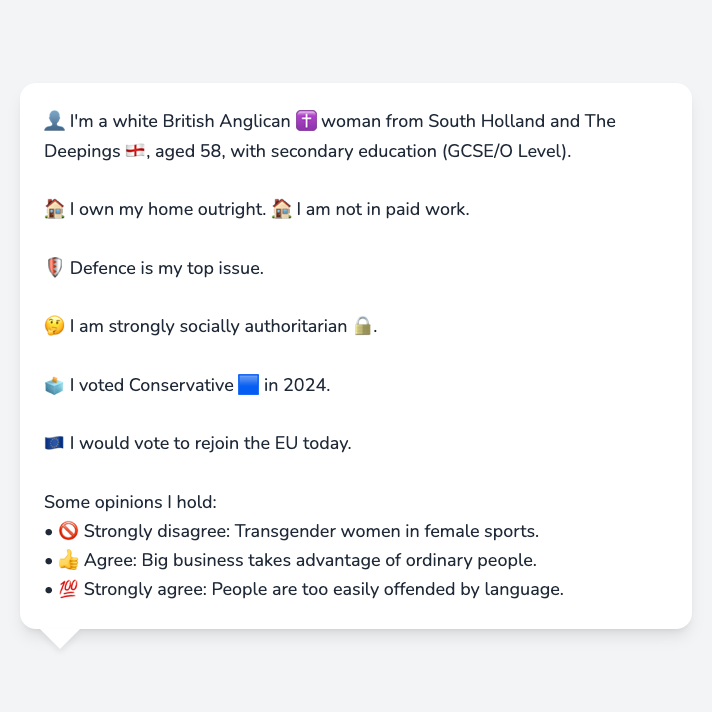 👤 I'm a white British Anglican ✝️ woman from South Holland and The
Deepings 🏴󠁧󠁢󠁥󠁮󠁧󠁿, aged 58, with secondary education (GCSE/O Level).
🏠 I own my home outright. 🏠 I am not in paid work.
🛡️ Defence is my top issue.
🤔 I am strongly socially authoritarian 🔒.
🗳️ I voted Conservative 🟦 in 2024.
🇪🇺 I would vote to rejoin the EU today.
Some opinions I hold:
• 🚫 Strongly disagree: Transgender women in female sports.
• 👍 Agree: Big business takes advantage of ordinary people.
• 💯 Strongly agree: People are too easily offended by language.